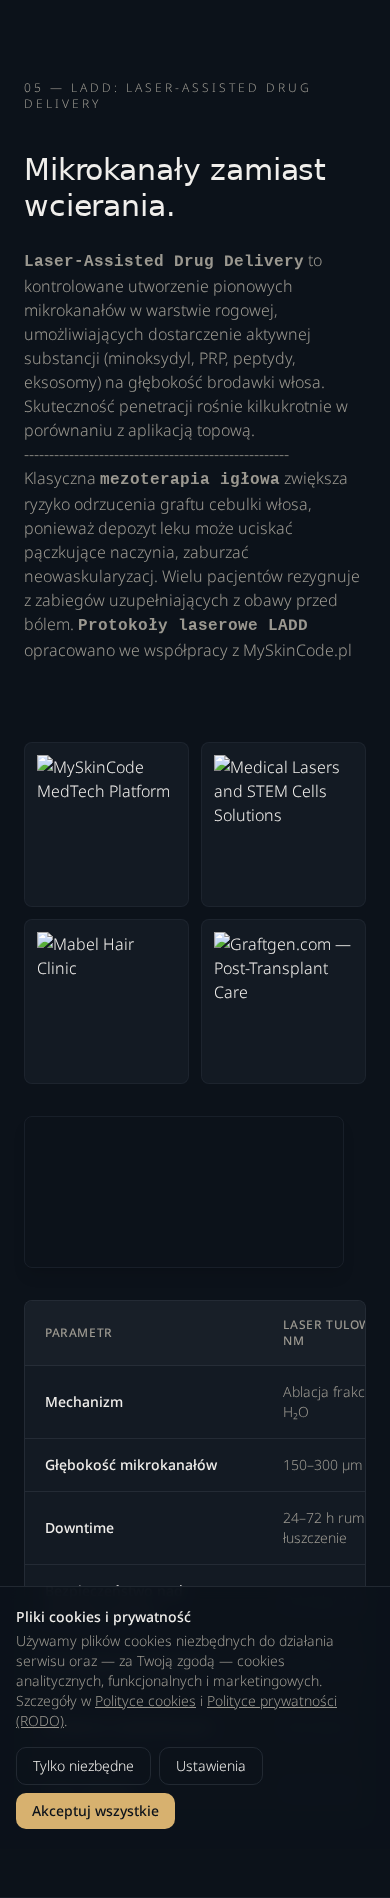 05 — LADD: LASER-ASSISTED DRUG
DELIVERY
Mikrokanały zamiast
wcierania.
Laser-Assisted Drug Delivery to
kontrolowane utworzenie pionowych
mikrokanałów w warstwie rogowej,
umożliwiających dostarczenie aktywnej
substancji (minoksydyl, PRP, peptydy,
eksosomy) na głębokość brodawki włosa.
Skuteczność penetracji rośnie kilkukrotnie w
porównaniu z aplikacją topową.
-----------------------------------------------------
Klasyczna mezoterapia igłowa zwiększa
ryzyko odrzucenia graftu cebulki włosa,
ponieważ depozyt leku może uciskać
pączkujące naczynia, zaburzać
neowaskularyzacj. Wielu pacjentów rezygnuje
z zabiegów uzupełniających z obawy przed
bólem. Protokoły laserowe LADD
opracowano we współpracy z MySkinCode.pl
MySkinCode
MedTech Platform
Medical Lasers
and STEM Cells
Solutions
Mabel Hair
Clinic
Graftgen.com —
Post-Transplant
Care
PARAMETR
LASER TULOW
NM
Mechanizm
Ablacja frakc
H₂O
Głębokość mikrokanałów
150–300 µm
Downtime
24–72 h rum
łuszczenie
Pliki cookies i prywatność
Używamy plików cookies niezbędnych do działania
serwisu oraz — za Twoją zgodą — cookies
analitycznych, funkcjonalnych i marketingowych.
Szczegóły w Polityce cookies i Polityce prywatności
(RODO).
Tylko niezbędne
Ustawienia
Akceptuj wszystkie